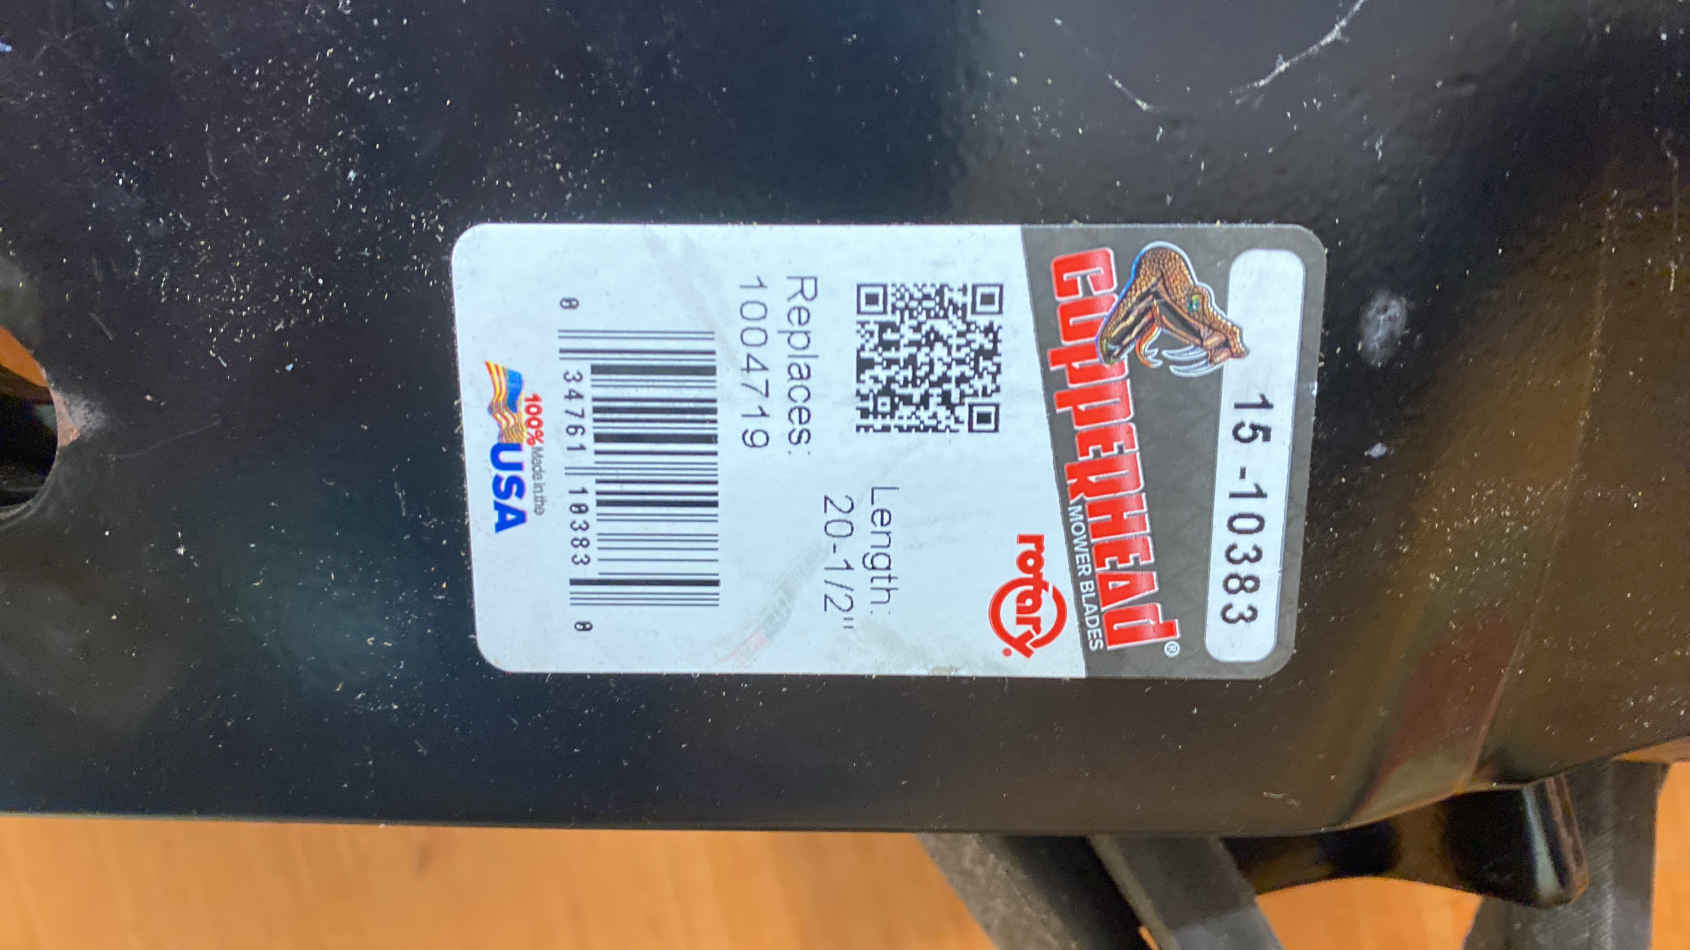 15-10383
COPPERHEAD®
MOWER BLADES
rotary
Length:
20-1/2"
Replaces:
1004719
0 34761 10383 0
100% Made in the
USA